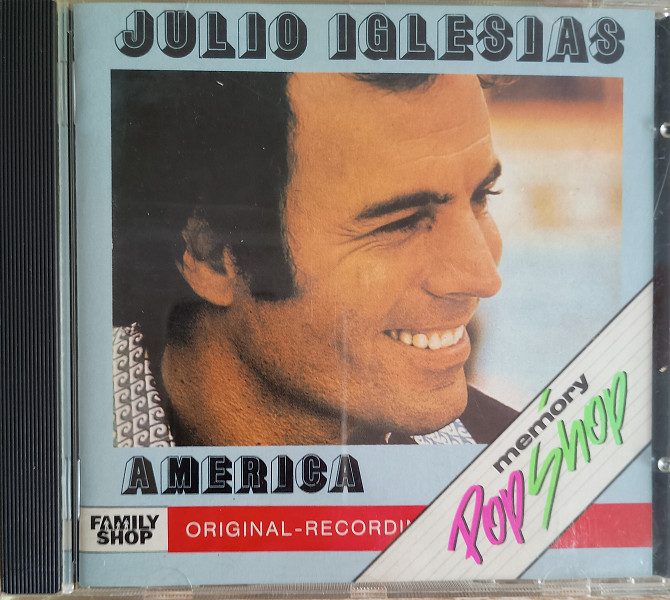 JULIO IGLESIAS
AMERICA
FAMILY
SHOP
ORIGINAL-RECORDIN
memory
Pop Shop